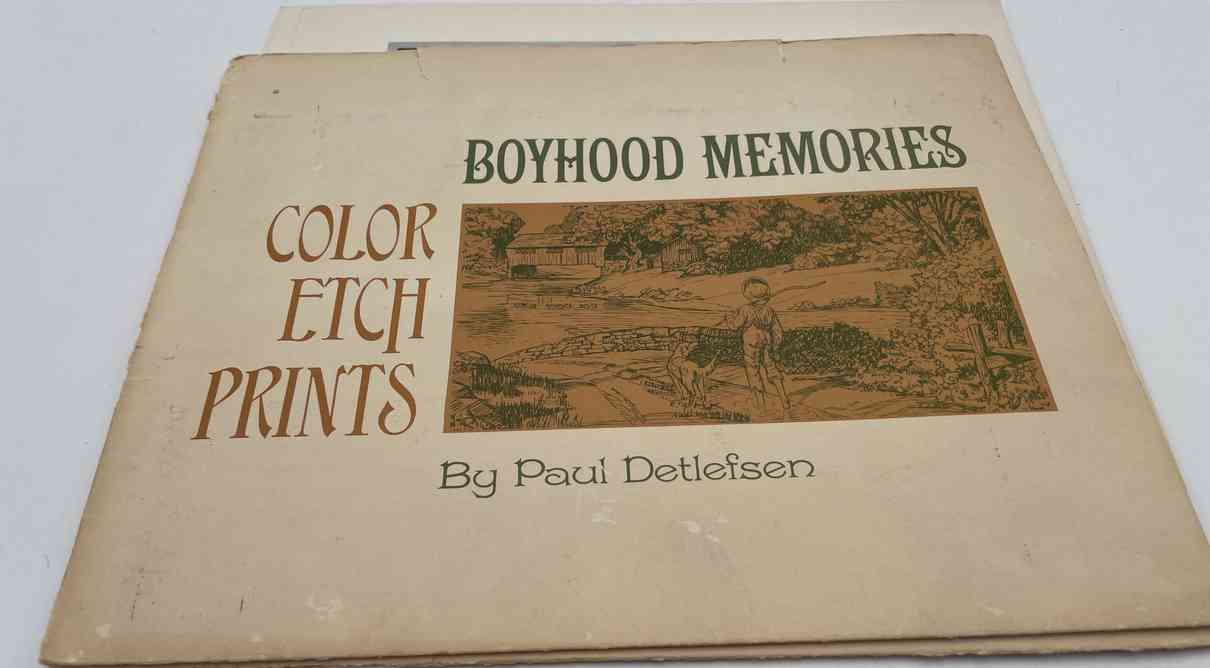 BOYHOOD MEMORIES
COLOR
ETCH
PRINTS
By Paul Detlefsen